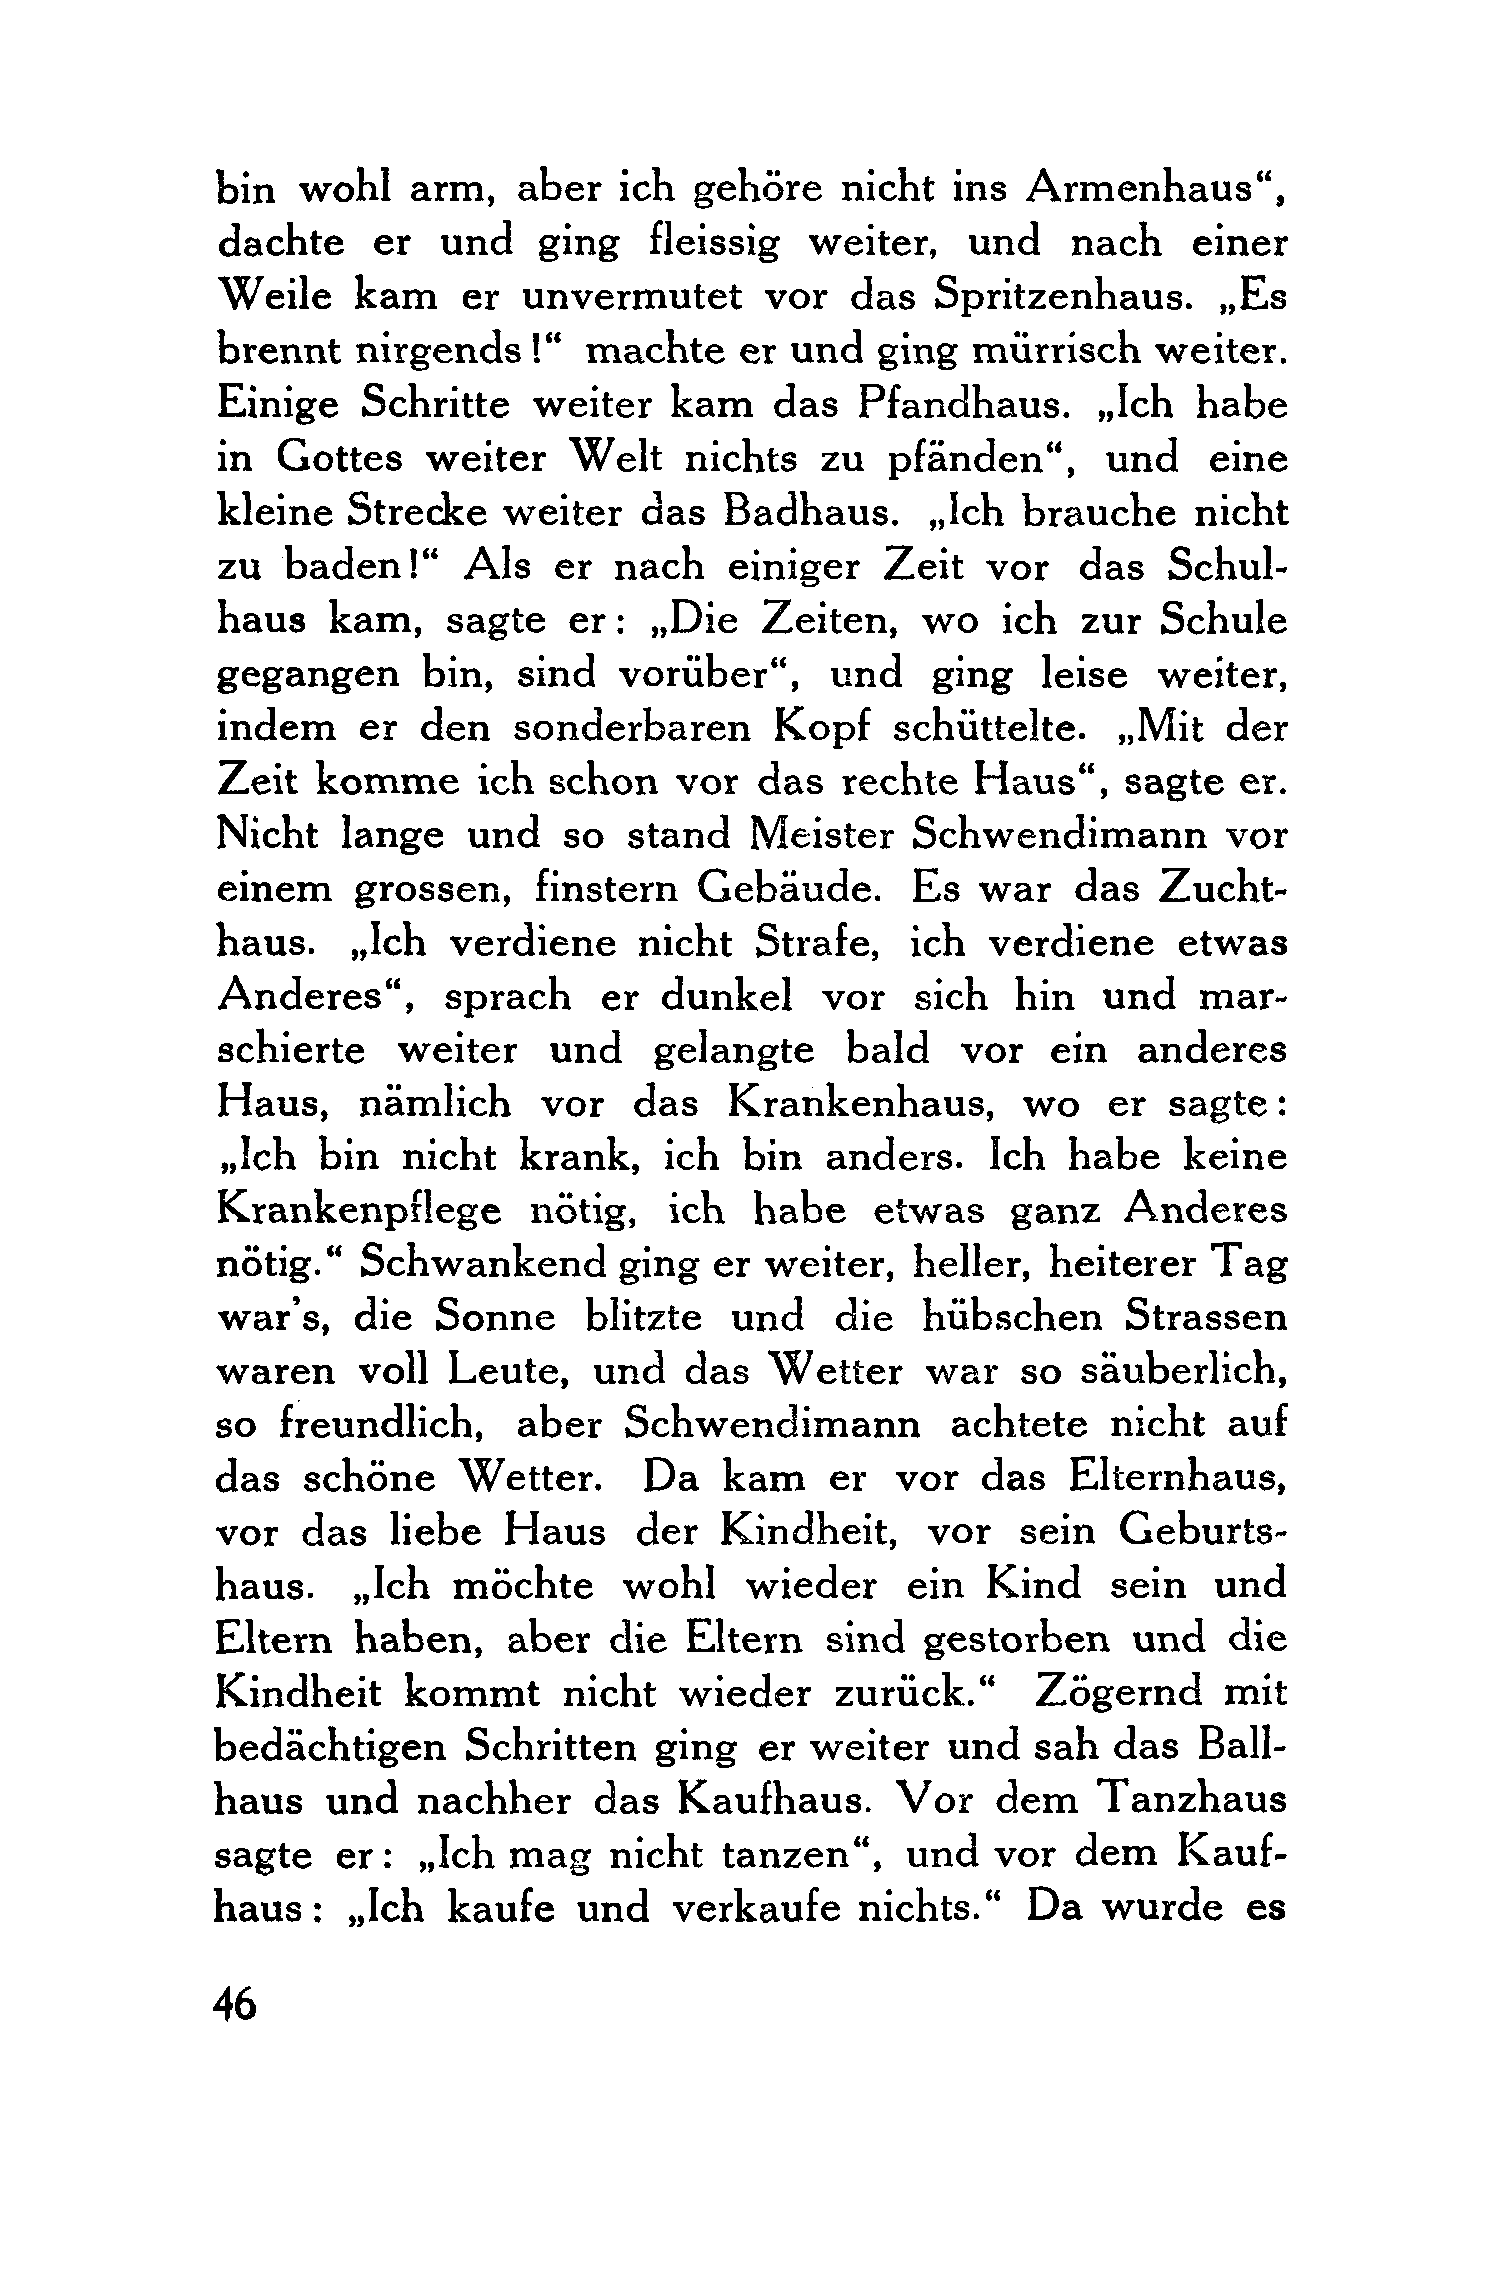 bin wohl arm, aber ich gehöre nicht ins Armenhaus“,
dachte er und ging fleissig weiter, und nach einer
Weile kam er unvermutet vor das Spritzenhaus. „Es
brennt nirgends!“ machte er und ging mürrisch weiter.
Einige Schritte weiter kam das Pfandhaus. „Ich habe
in Gottes weiter Welt nichts zu pfänden“, und eine
kleine Strecke weiter das Badhaus. „Ich brauche nicht
zu baden!“ Als er nach einiger Zeit vor das Schul-
haus kam, sagte er: „Die Zeiten, wo ich zur Schule
gegangen bin, sind vorüber“, und ging leise weiter,
indem er den sonderbaren Kopf schüttelte. „Mit der
Zeit komme ich schon vor das rechte Haus“, sagte er.
Nicht lange und so stand Meister Schwendimann vor
einem grossen, finstern Gebäude. Es war das Zucht-
haus. „Ich verdiene nicht Strafe, ich verdiene etwas
Anderes“, sprach er dunkel vor sich hin und mar-
schierte weiter und gelangte bald vor ein anderes
Haus, nämlich vor das Krankenhaus, wo er sagte:
„Ich bin nicht krank, ich bin anders. Ich habe keine
Krankenpflege nötig, ich habe etwas ganz Anderes
nötig.“ Schwankend ging er weiter, heller, heiterer Tag
war’s, die Sonne blitzte und die hübschen Strassen
waren voll Leute, und das Wetter war so säuberlich,
so freundlich, aber Schwendimann achtete nicht auf
das schöne Wetter. Da kam er vor das Elternhaus,
vor das liebe Haus der Kindheit, vor sein Geburts-
haus. „Ich möchte wohl wieder ein Kind sein und
Eltern haben, aber die Eltern sind gestorben und die
Kindheit kommt nicht wieder zurück.“ Zögernd mit
bedächtigen Schritten ging er weiter und sah das Ball-
haus und nachher das Kaufhaus. Vor dem Tanzhaus
sagte er: „Ich mag nicht tanzen“, und vor dem Kauf-
haus: „Ich kaufe und verkaufe nichts.“ Da wurde es
46